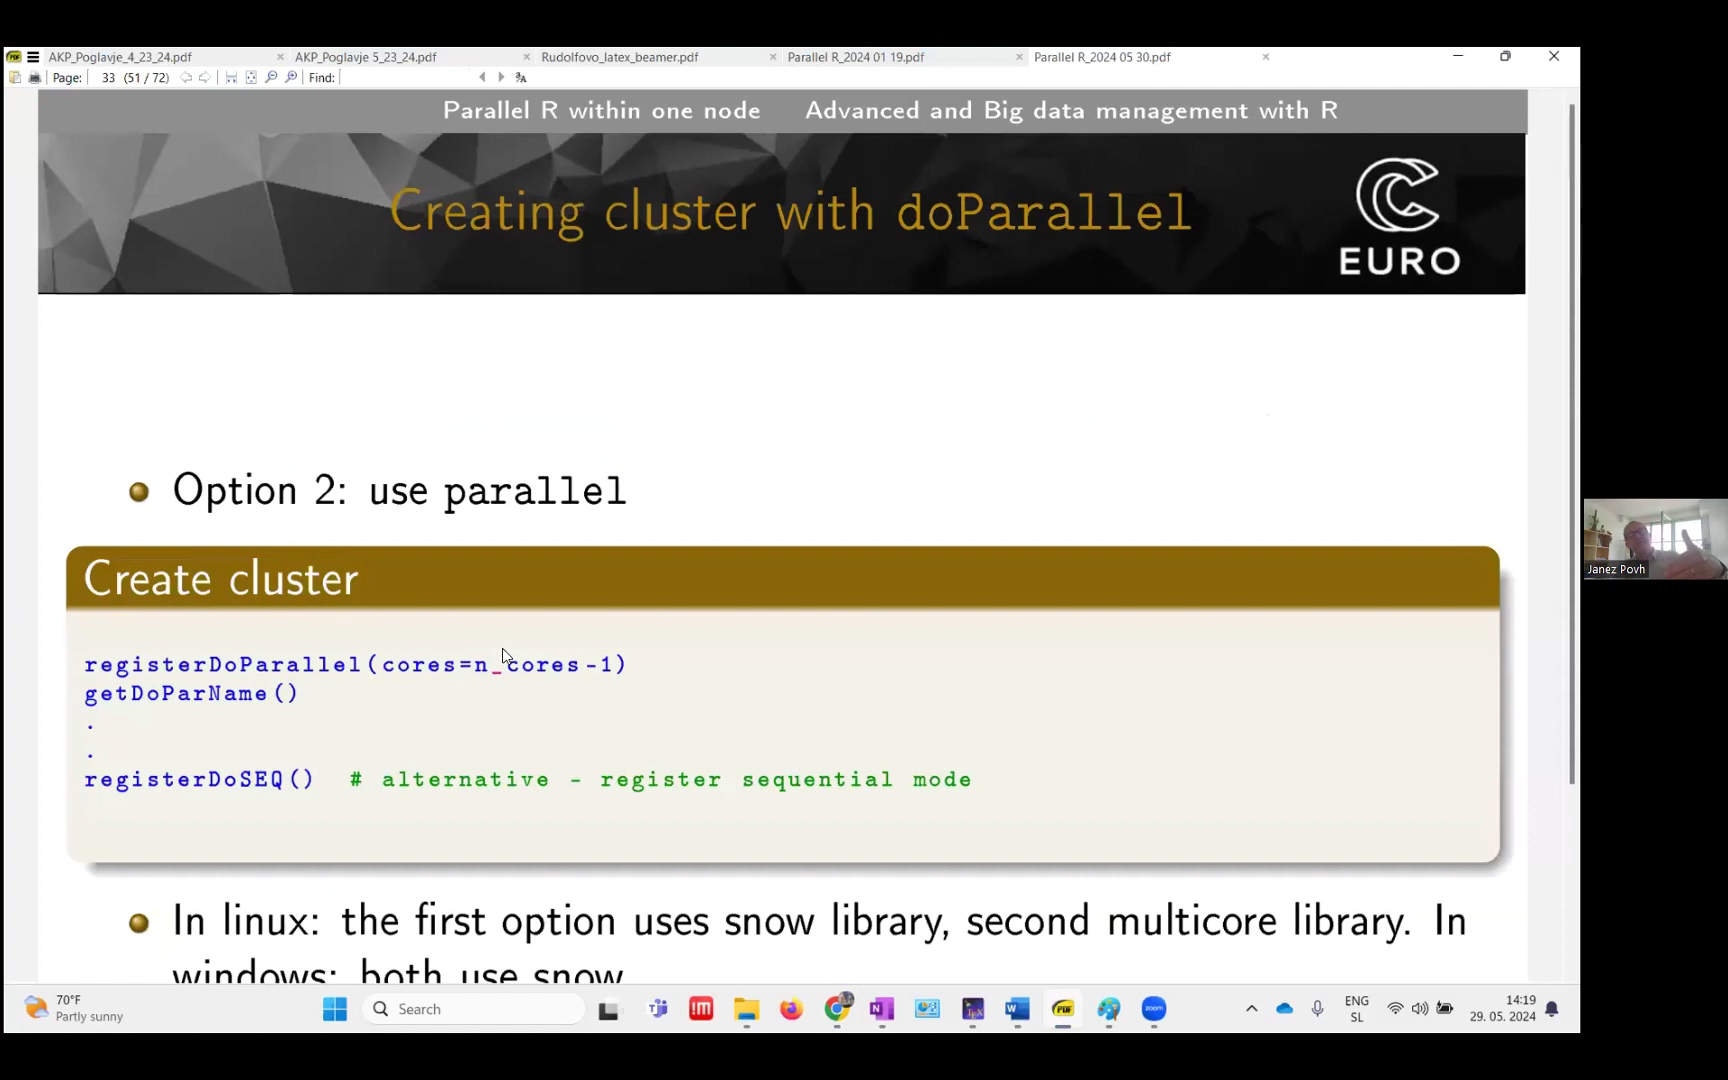 AKP_Poglavje_4_23_24.pdf
AKP_Poglavje 5_23_24.pdf
Rudolfovo_latex_beamer.pdf
Parallel R_2024 01 19.pdf
Parallel R_2024 05 30.pdf
Page: 33 (51 / 72)
Find:
Parallel R within one node
Advanced and Big data management with R
Creating cluster with doParallel
EURO
Option 2: use parallel
Create cluster
registerDoParallel(cores=n_cores-1)
getDoParName()
.
.
registerDoSEQ() # alternative - register sequential mode
In linux: the first option uses snow library, second multicore library. In
windows: both use snow
Janez Povh
70°F
Partly sunny
Search
ENG
SL
14:19
29. 05. 2024